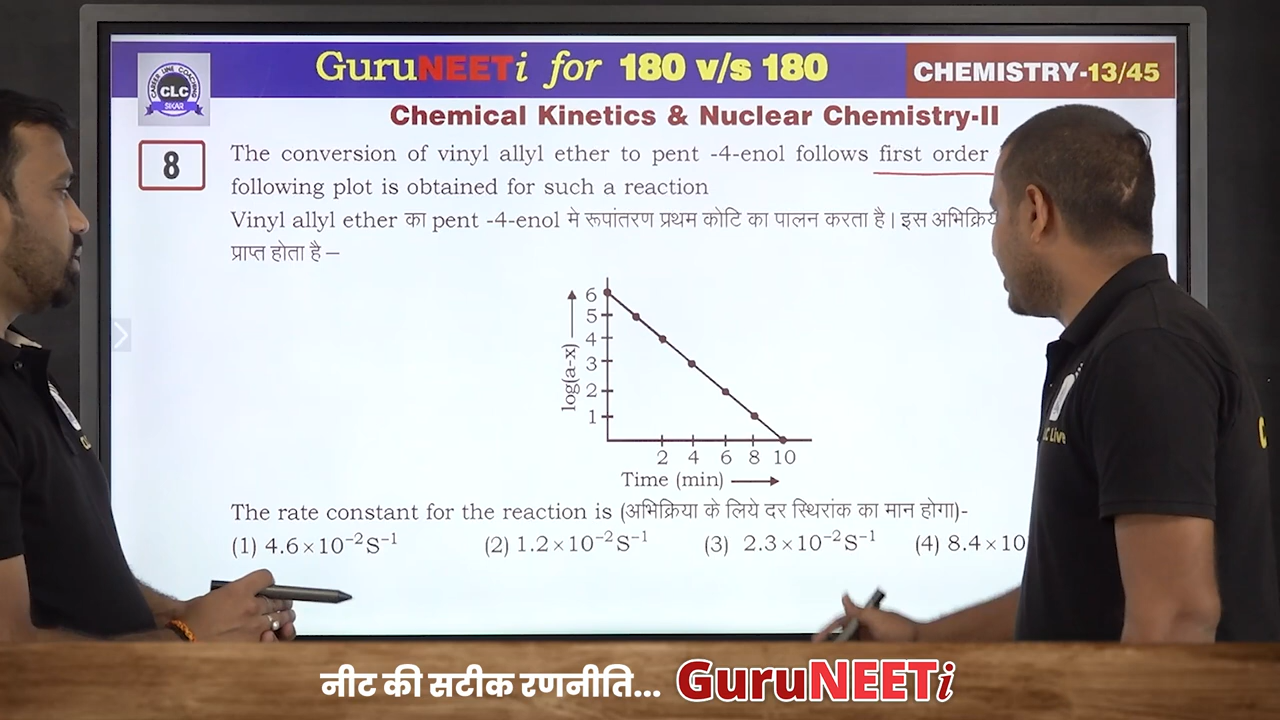 GuruNEETi for 180 v/s 180
CHEMISTRY-13/45
CLC
SIKAR
Chemical Kinetics & Nuclear Chemistry-II
8
The conversion of vinyl allyl ether to pent -4-enol follows first order
following plot is obtained for such a reaction
Vinyl allyl ether का pent -4-enol मे रूपांतरण प्रथम कोटि का पालन करता है। इस
प्राप्त होता है –
6
5
4
3
2
1
log(a-x)
2 4 6 8 10
Time (min)
The rate constant for the reaction is (अभिक्रिया के लिये दर स्थिरांक का मान होगा)-
(1) 4.6×10⁻²S⁻¹ (2) 1.2×10⁻²S⁻¹ (3) 2.3×10⁻²S⁻¹ (4) 8.4×10
नीट की सटीक रणनीति... GuruNEETi